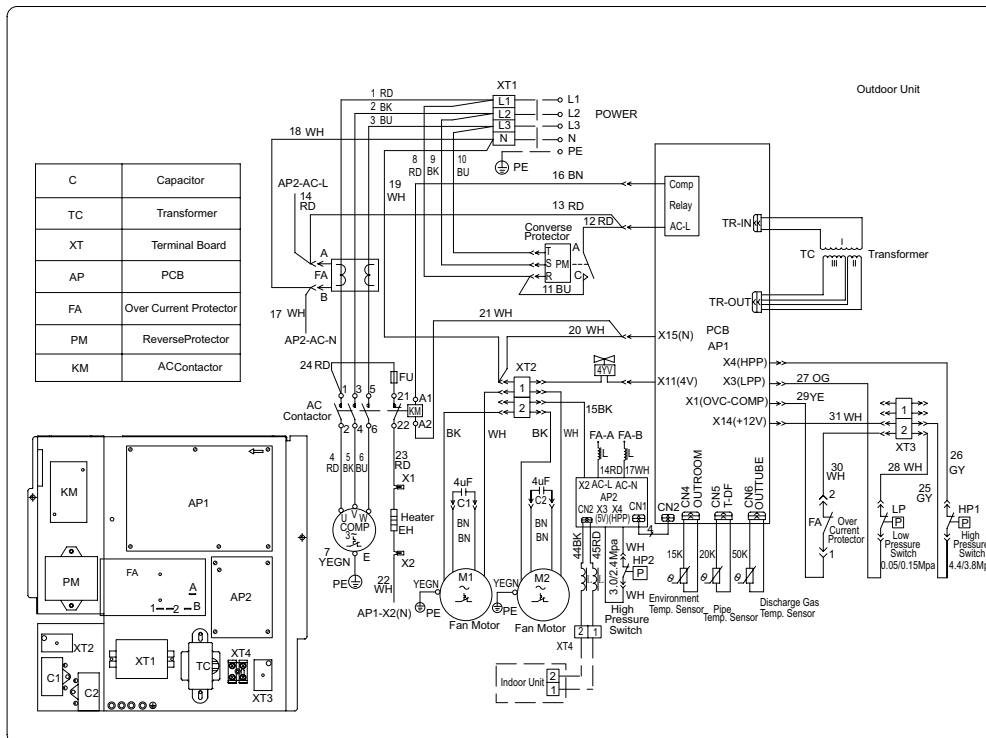 Outdoor Unit
XT1
1 RD
2 BK
3 BU
L1
L2
L3
N
L1
L2
L3
N
PE
POWER
PE
18 WH
8 RD
9 BK
10 BU
19 WH
16 BN
13 RD
12 RD
Comp
Relay
AC-L
Converse
Protector
T
S
R
PM
A
C
11 BU
TR-IN
TR-OUT
TC
I
III
II
Transformer
AP2-AC-L
14 RD
A
FA
B
17 WH
AP2-AC-N
C Capacitor
TC Transformer
XT Terminal Board
AP PCB
FA Over Current Protector
PM ReverseProtector
KM ACContactor
21 WH
20 WH
X15(N)
PCB
AP1
X4(HPP)
X3(LPP)
X1(OVC-COMP)
X14(+12V)
X11(4V)
27 OG
29YE
31 WH
1
2
XT3
28 WH
26 GY
25 GY
30 WH
24 RD
FU
1
3
5
21
AC
Contactor
2
4
6
22
KM
A1
A2
XT2
1
2
4YV
15BK
BK
WH
BK
WH
4 RD
5 BK
6 BU
23 RD
X1
Heater
EH
X2
U
V
W
COMP
3~
E
7 YEGN
PE
22 WH
AP1-X2(N)
4uF
C1
BN
BN
4uF
C2
BN
BN
YEGN
PE
M1
~
Fan Motor
YEGN
PE
M2
~
Fan Motor
FA-A
FA-B
L
L
14RD
17WH
X2 AC-L AC-N
AP2
CN2 X3 X4 CN1
(5V)(HPP)
4
CN2
CN4
OUTROOM
CN5
T-DF
CN6
OUTTUBE
15K
20K
50K
θ
θ
θ
Environment
Temp. Sensor
Pipe
Temp. Sensor
Discharge Gas
Temp. Sensor
44BK
45RD
L
3.0/2.4Mpa
WH
HP2
P
WH
High
Pressure
Switch
2
1
XT4
Indoor Unit
2
1
2
FA
1
Over
Current
Protector
LP
P
Low
Pressure
Switch
0.05/0.15Mpa
HP1
P
High
Pressure
Switch
4.4/3.8Mp
KM
AP1
PM
FA
A
1
2
B
AP2
XT2
C1
C2
XT1
TC
XT4
XT3